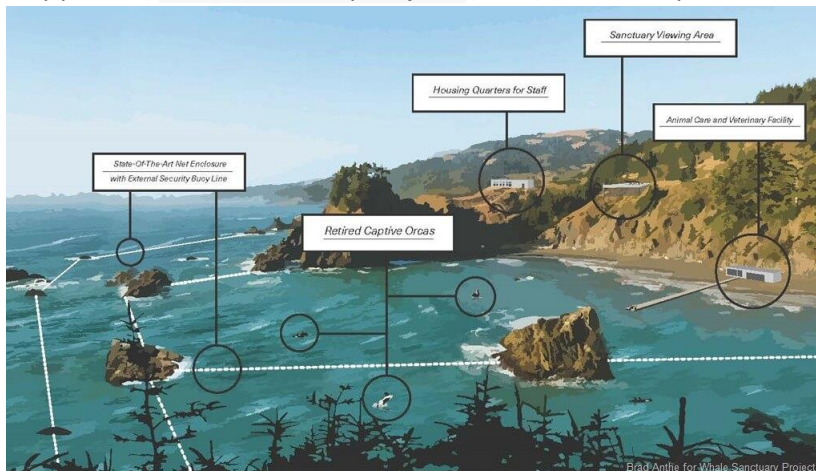 Sanctuary Viewing Area
Housing Quarters for Staff
Animal Care and Veterinary Facility
State-Of-The-Art Net Enclosure
with External Security Buoy Line
Retired Captive Orcas
Brad Anthe for Whale Sanctuary Project